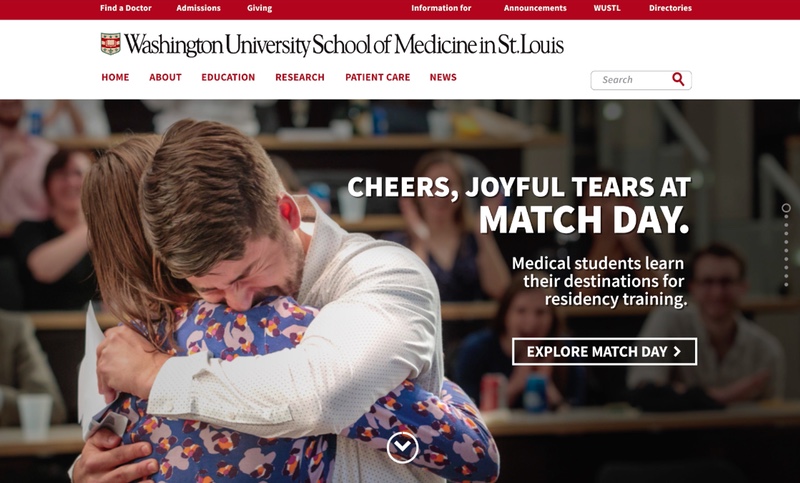 Find a Doctor Admissions Giving Information for Announcements WUSTL Directories
Washington University School of Medicine in St. Louis
HOME ABOUT EDUCATION RESEARCH PATIENT CARE NEWS
Search
CHEERS, JOYFUL TEARS AT
MATCH DAY.
Medical students learn
their destinations for
residency training.
EXPLORE MATCH DAY